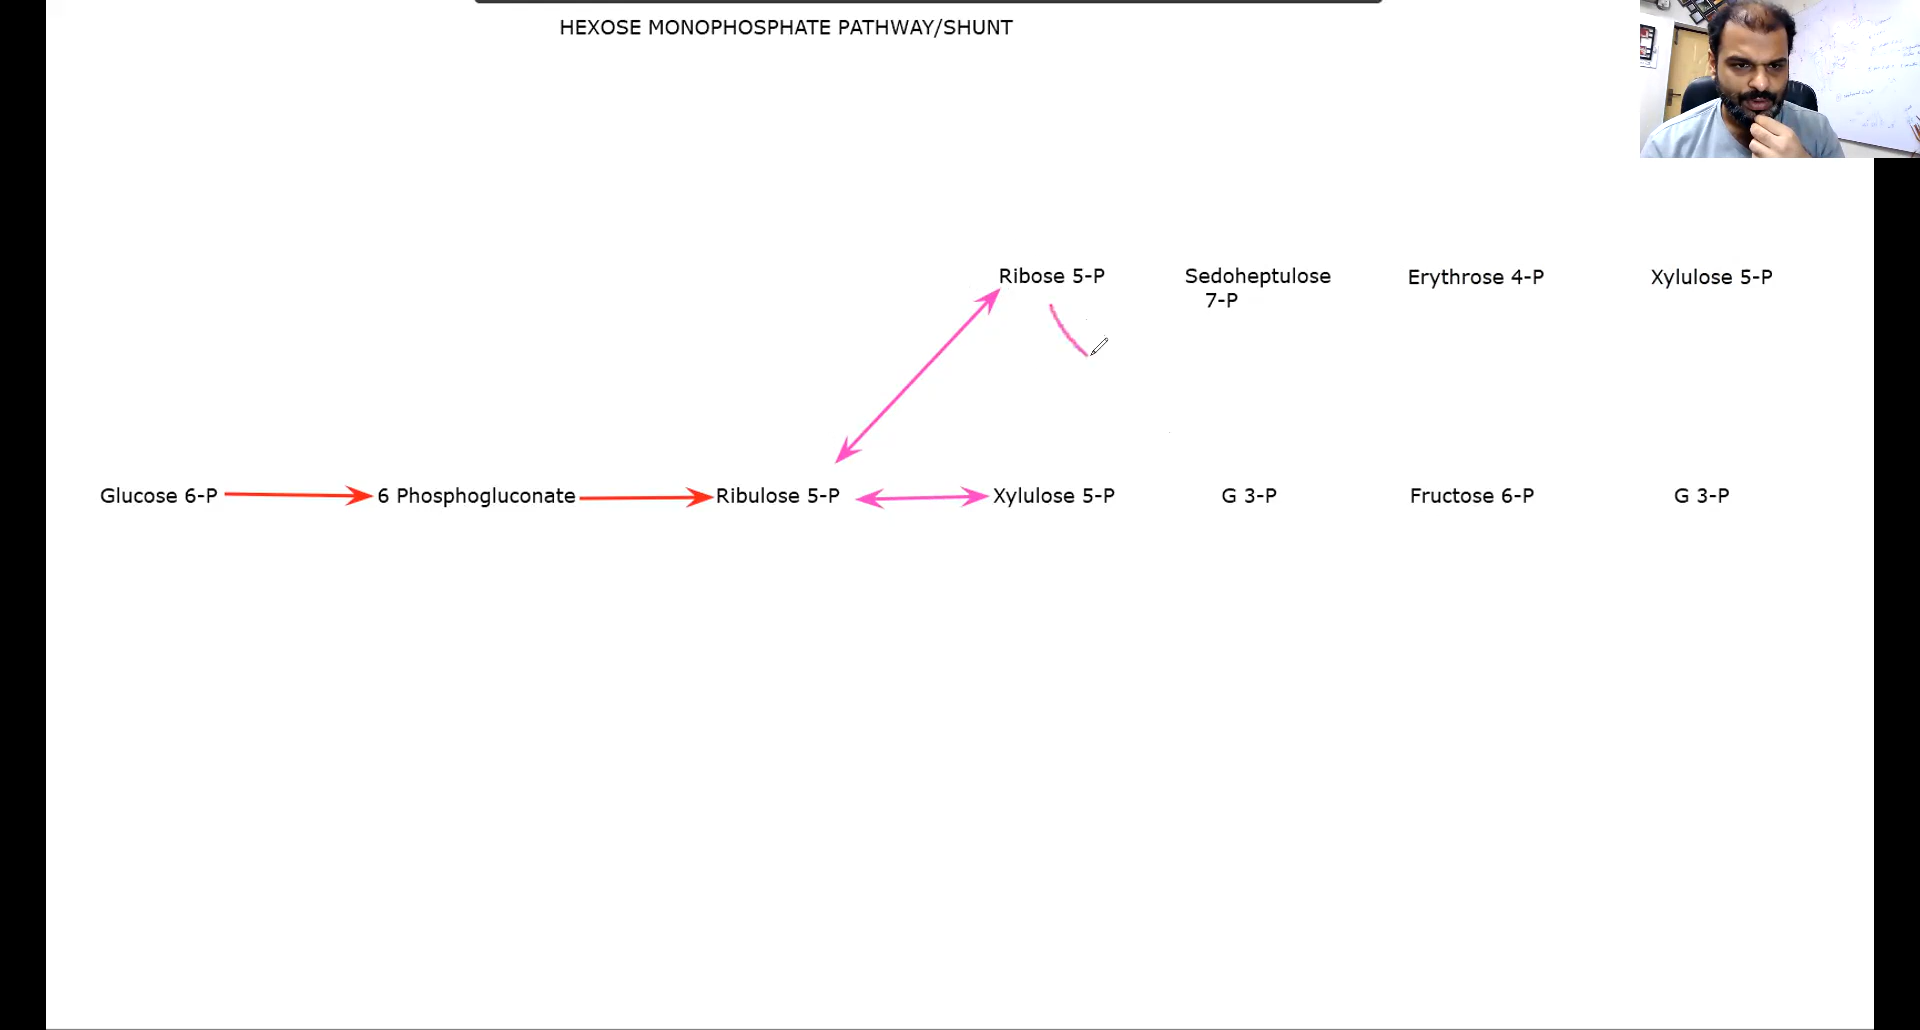 HEXOSE MONOPHOSPHATE PATHWAY/SHUNT
Ribose 5-P
Sedoheptulose
7-P
Erythrose 4-P
Xylulose 5-P
Glucose 6-P
6 Phosphogluconate
Ribulose 5-P
Xylulose 5-P
G 3-P
Fructose 6-P
G 3-P